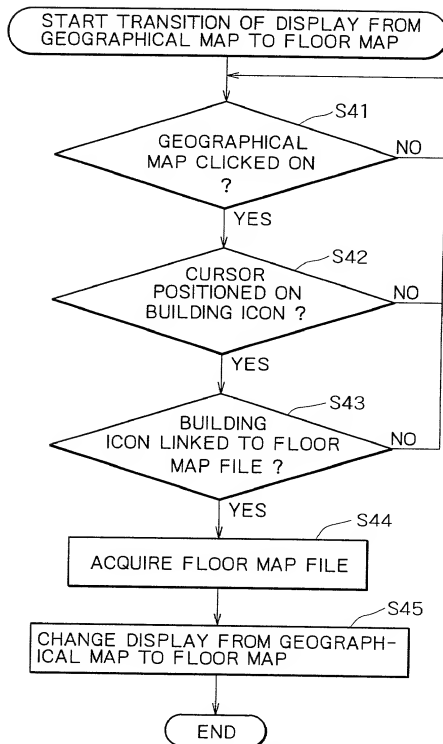 START TRANSITION OF DISPLAY FROM
GEOGRAPHICAL MAP TO FLOOR MAP
S41
GEOGRAPHICAL
MAP CLICKED ON
?
NO
YES
S42
CURSOR
POSITIONED ON
BUILDING ICON ?
NO
YES
S43
BUILDING
ICON LINKED TO FLOOR
MAP FILE ?
NO
YES
S44
ACQUIRE FLOOR MAP FILE
S45
CHANGE DISPLAY FROM GEOGRAPH-
ICAL MAP TO FLOOR MAP
END